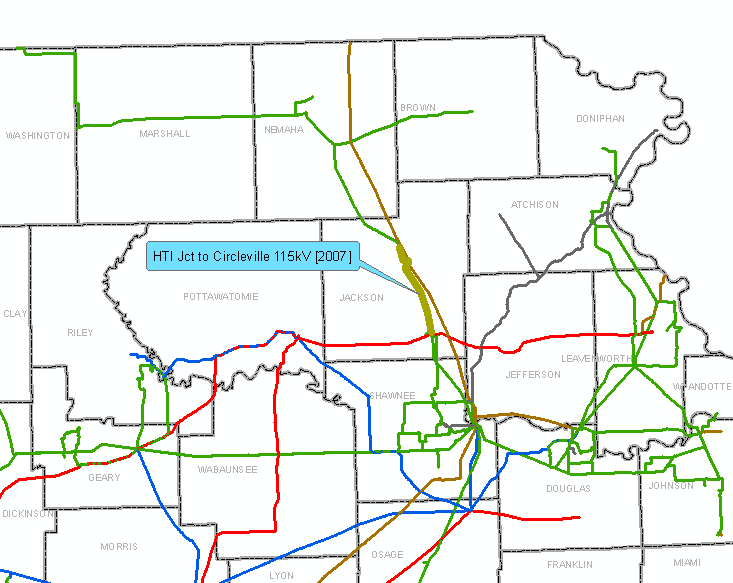 BROWN
DONIPHAN
WASHINGTON
MARSHALL
NEMAHA
ATCHISON
HTI Jct to Circleville 115kV [2007]
POTTAWATOMIE
JACKSON
CLAY
RILEY
LEAVENWORTH
JEFFERSON
WYANDOTTE
SHAWNEE
WABAUNSEE
GEARY
DOUGLAS
JOHNSON
DICKINSON
MORRIS
OSAGE
FRANKLIN
MIAMI
LYON